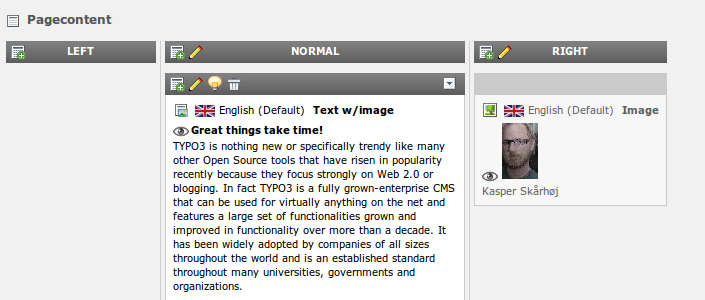 Pagecontent
LEFT
NORMAL
RIGHT
English (Default) Text w/image
Great things take time!
TYPO3 is nothing new or specifically trendy like many
other Open Source tools that have risen in popularity
recently because they focus strongly on Web 2.0 or
blogging. In fact TYPO3 is a fully grown-enterprise CMS
that can be used for virtually anything on the net and
features a large set of functionalities grown and
improved in functionality over more than a decade. It
has been widely adopted by companies of all sizes
throughout the world and is an established standard
throughout many universities, governments and
organizations.
English (Default) Image
Kasper Skårhøj